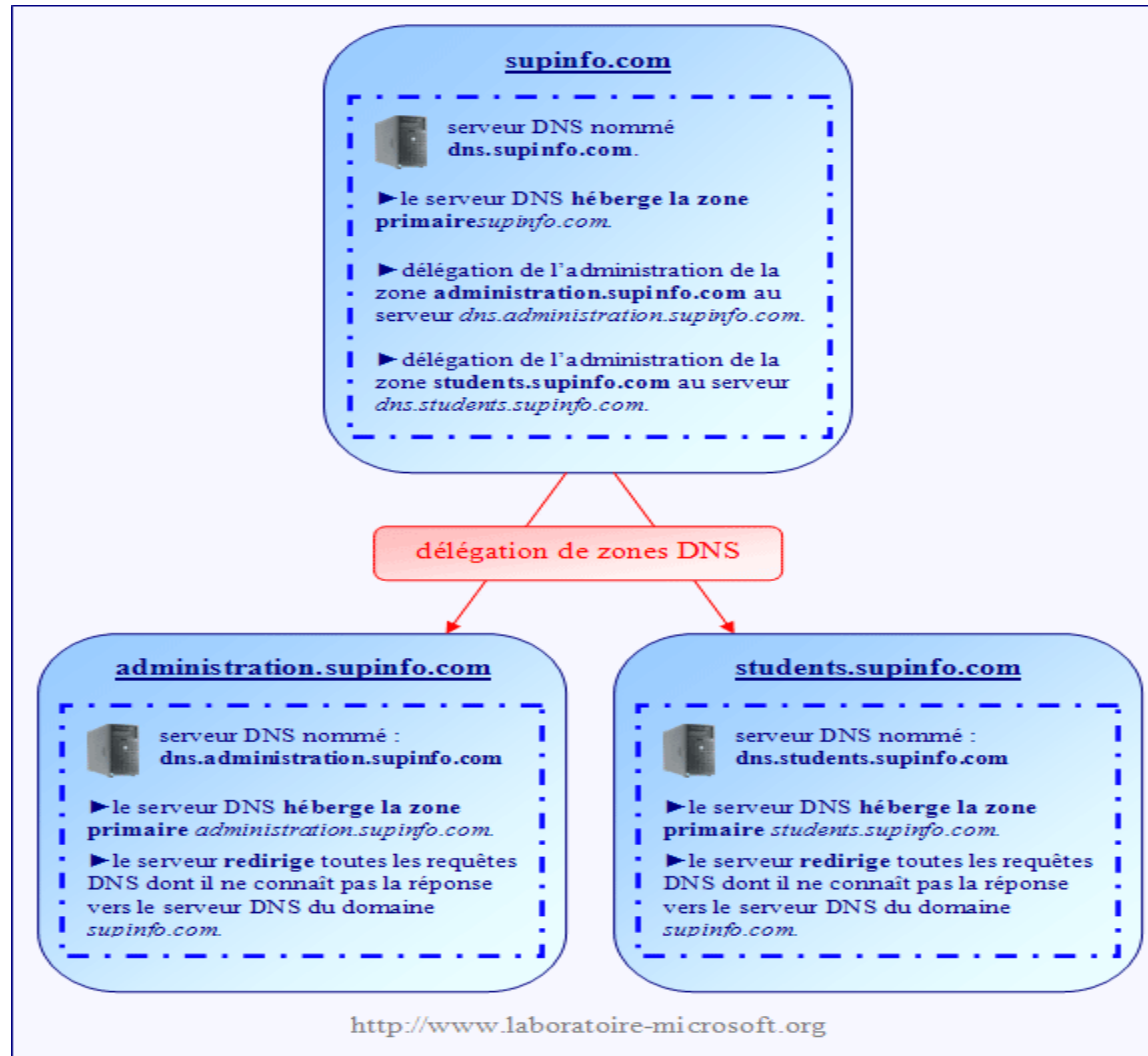 supinfo.com
serveur DNS nommé
dns.supinfo.com.
►le serveur DNS héberge la zone
primairesupinfo.com.
►délégation de l'administration de la
zone administration.supinfo.com au
serveur dns.administration.supinfo.com.
►délégation de l'administration de la
zone students.supinfo.com au serveur
dns.students.supinfo.com.
délégation de zones DNS
administration.supinfo.com
serveur DNS nommé :
dns.administration.supinfo.com
►le serveur DNS héberge la zone
primaire administration.supinfo.com.
►le serveur redirige toutes les requêtes
DNS dont il ne connaît pas la réponse
vers le serveur DNS du domaine
supinfo.com.
students.supinfo.com
serveur DNS nommé :
dns.students.supinfo.com
►le serveur DNS héberge la zone
primaire students.supinfo.com.
►le serveur redirige toutes les requêtes
DNS dont il ne connaît pas la réponse
vers le serveur DNS du domaine
supinfo.com.
http://www.laboratoire-microsoft.org